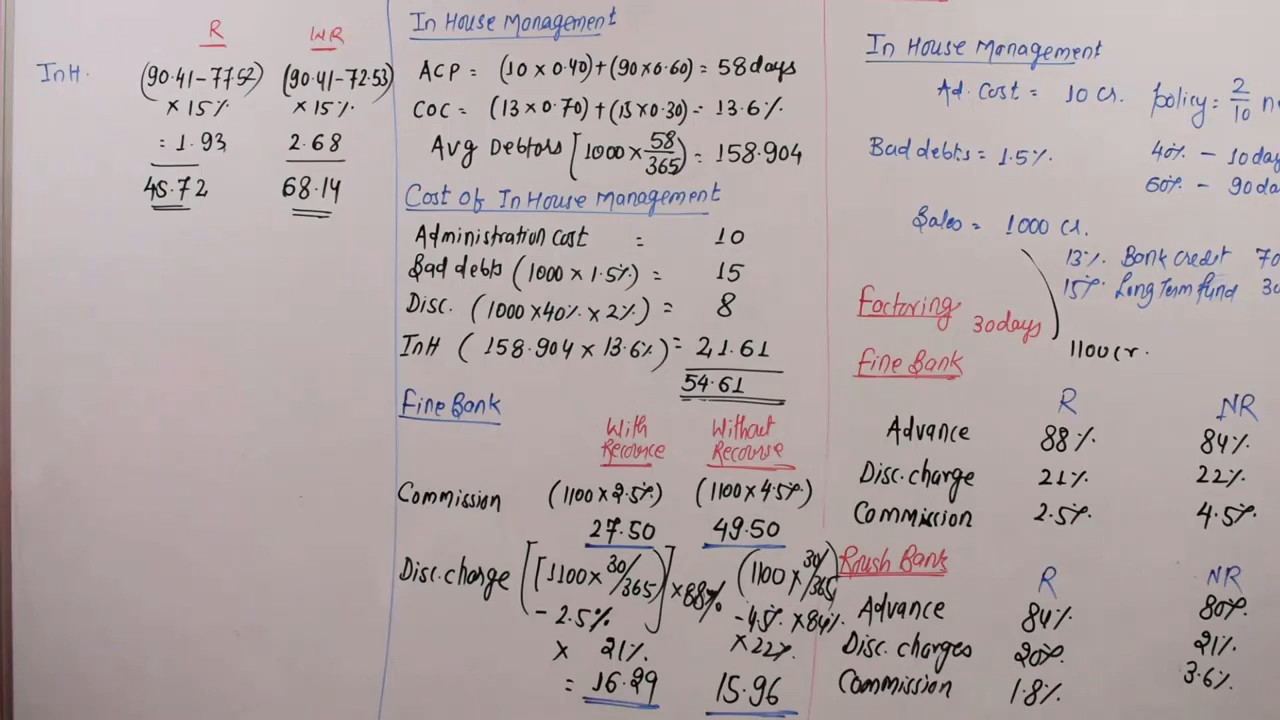 R WR
InH. (90.41-77.52) (90.41-72.53)
× 15% × 15%
= 1.93 2.68
45.72 68.14
In House Management
ACP = (10 × 0.40)+(90×0.60) = 58 days
COC = (13 × 0.70) + (15 × 0.30) = 13.6%
Avg Debtors [1000 × 58/365] = 158.904
Cost of In House Management
Administration cost = 10
Bad debts (1000 × 1.5%) = 15
Disc. (1000×40% × 2%) = 8
InH (158.904 × 13.6%) = 21.61
54.61
Fine Bank
With Recource Without Recourse
Commission (1100×2.5%) (1100×4.5%)
27.50 49.50
Disc. charge [[1100× 30/365) (1100× 30/365)
- 2.5% ] ×88% -4.5% ×84%
× 21% ×22%
= 16.29 15.96
In House Management
Ad. Cost = 10 Cr. policy = 2/10
Bad debts = 1.5% 40% - 10
60% - 90
Sales = 1000 Cr.
13% Bank credit
15% Long Term fund
Factoring 30 days
1100 cr.
Fine Bank
R NR
Advance 88% 84%
Disc. charge 21% 22%
Commission 2.5% 4.5%
Roush Bank
R NR
Advance 84% 80%
Disc. charges 20% 21%
Commission 1.8% 3.6%